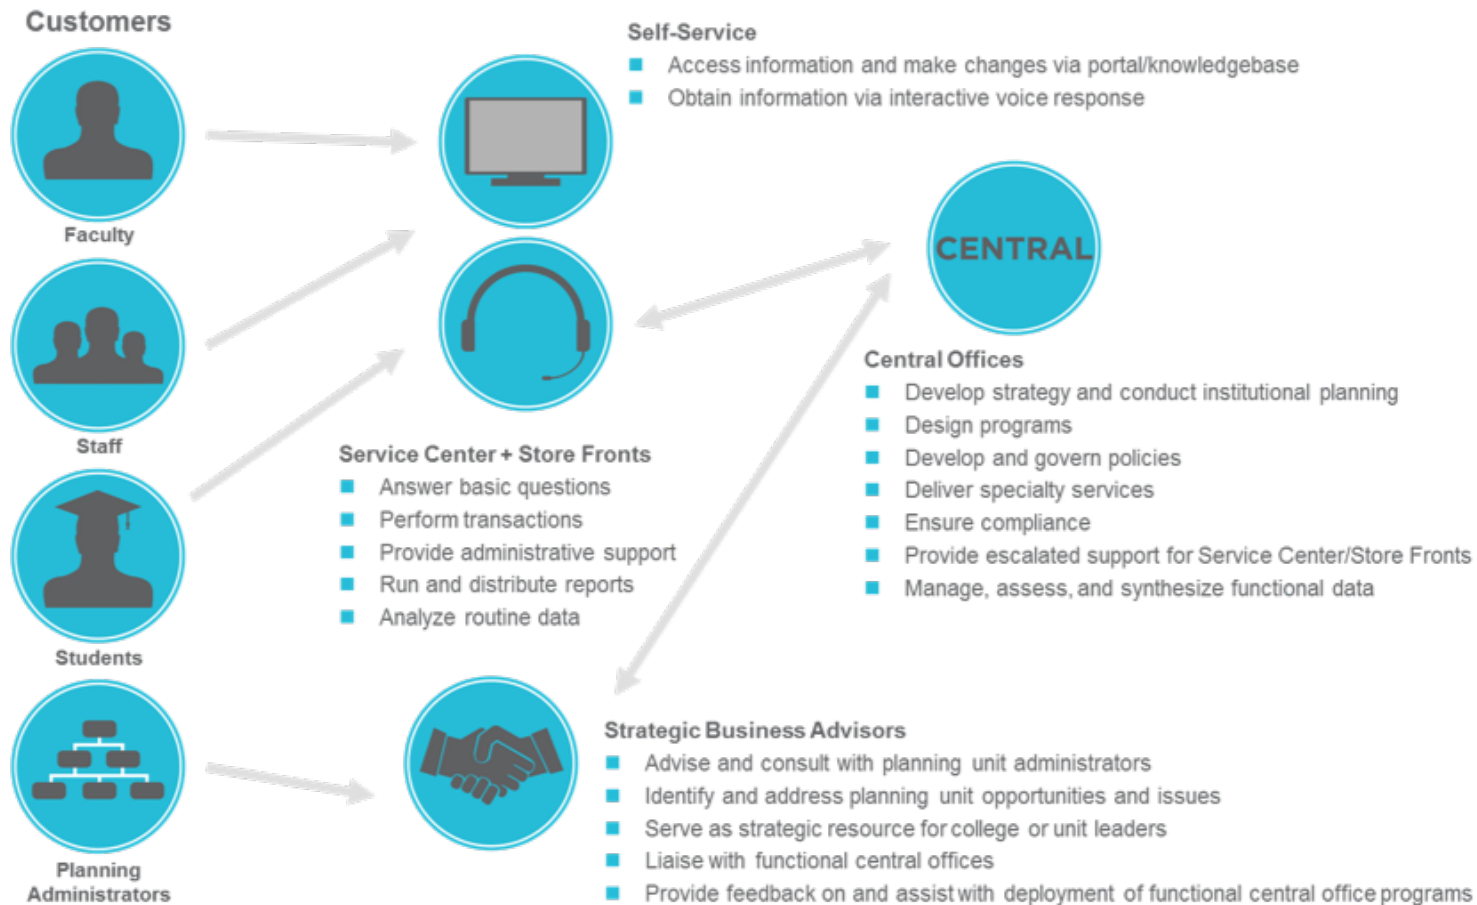 Customers
Faculty
Staff
Students
Planning
Administrators
Self-Service
Access information and make changes via portal/knowledgebase
Obtain information via interactive voice response
Service Center + Store Fronts
Answer basic questions
Perform transactions
Provide administrative support
Run and distribute reports
Analyze routine data
CENTRAL
Central Offices
Develop strategy and conduct institutional planning
Design programs
Develop and govern policies
Deliver specialty services
Ensure compliance
Provide escalated support for Service Center/Store Fronts
Manage, assess, and synthesize functional data
Strategic Business Advisors
Advise and consult with planning unit administrators
Identify and address planning unit opportunities and issues
Serve as strategic resource for college or unit leaders
Liaise with functional central offices
Provide feedback on and assist with deployment of functional central office programs